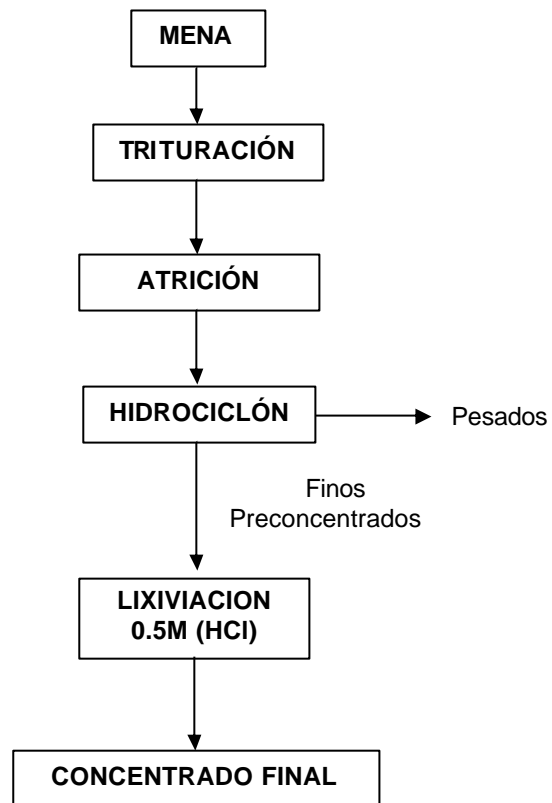 MENA
TRITURACIÓN
ATRICIÓN
HIDROCICLÓN
Pesados
Finos
Preconcentrados
LIXIVIACION
0.5M (HCl)
CONCENTRADO FINAL